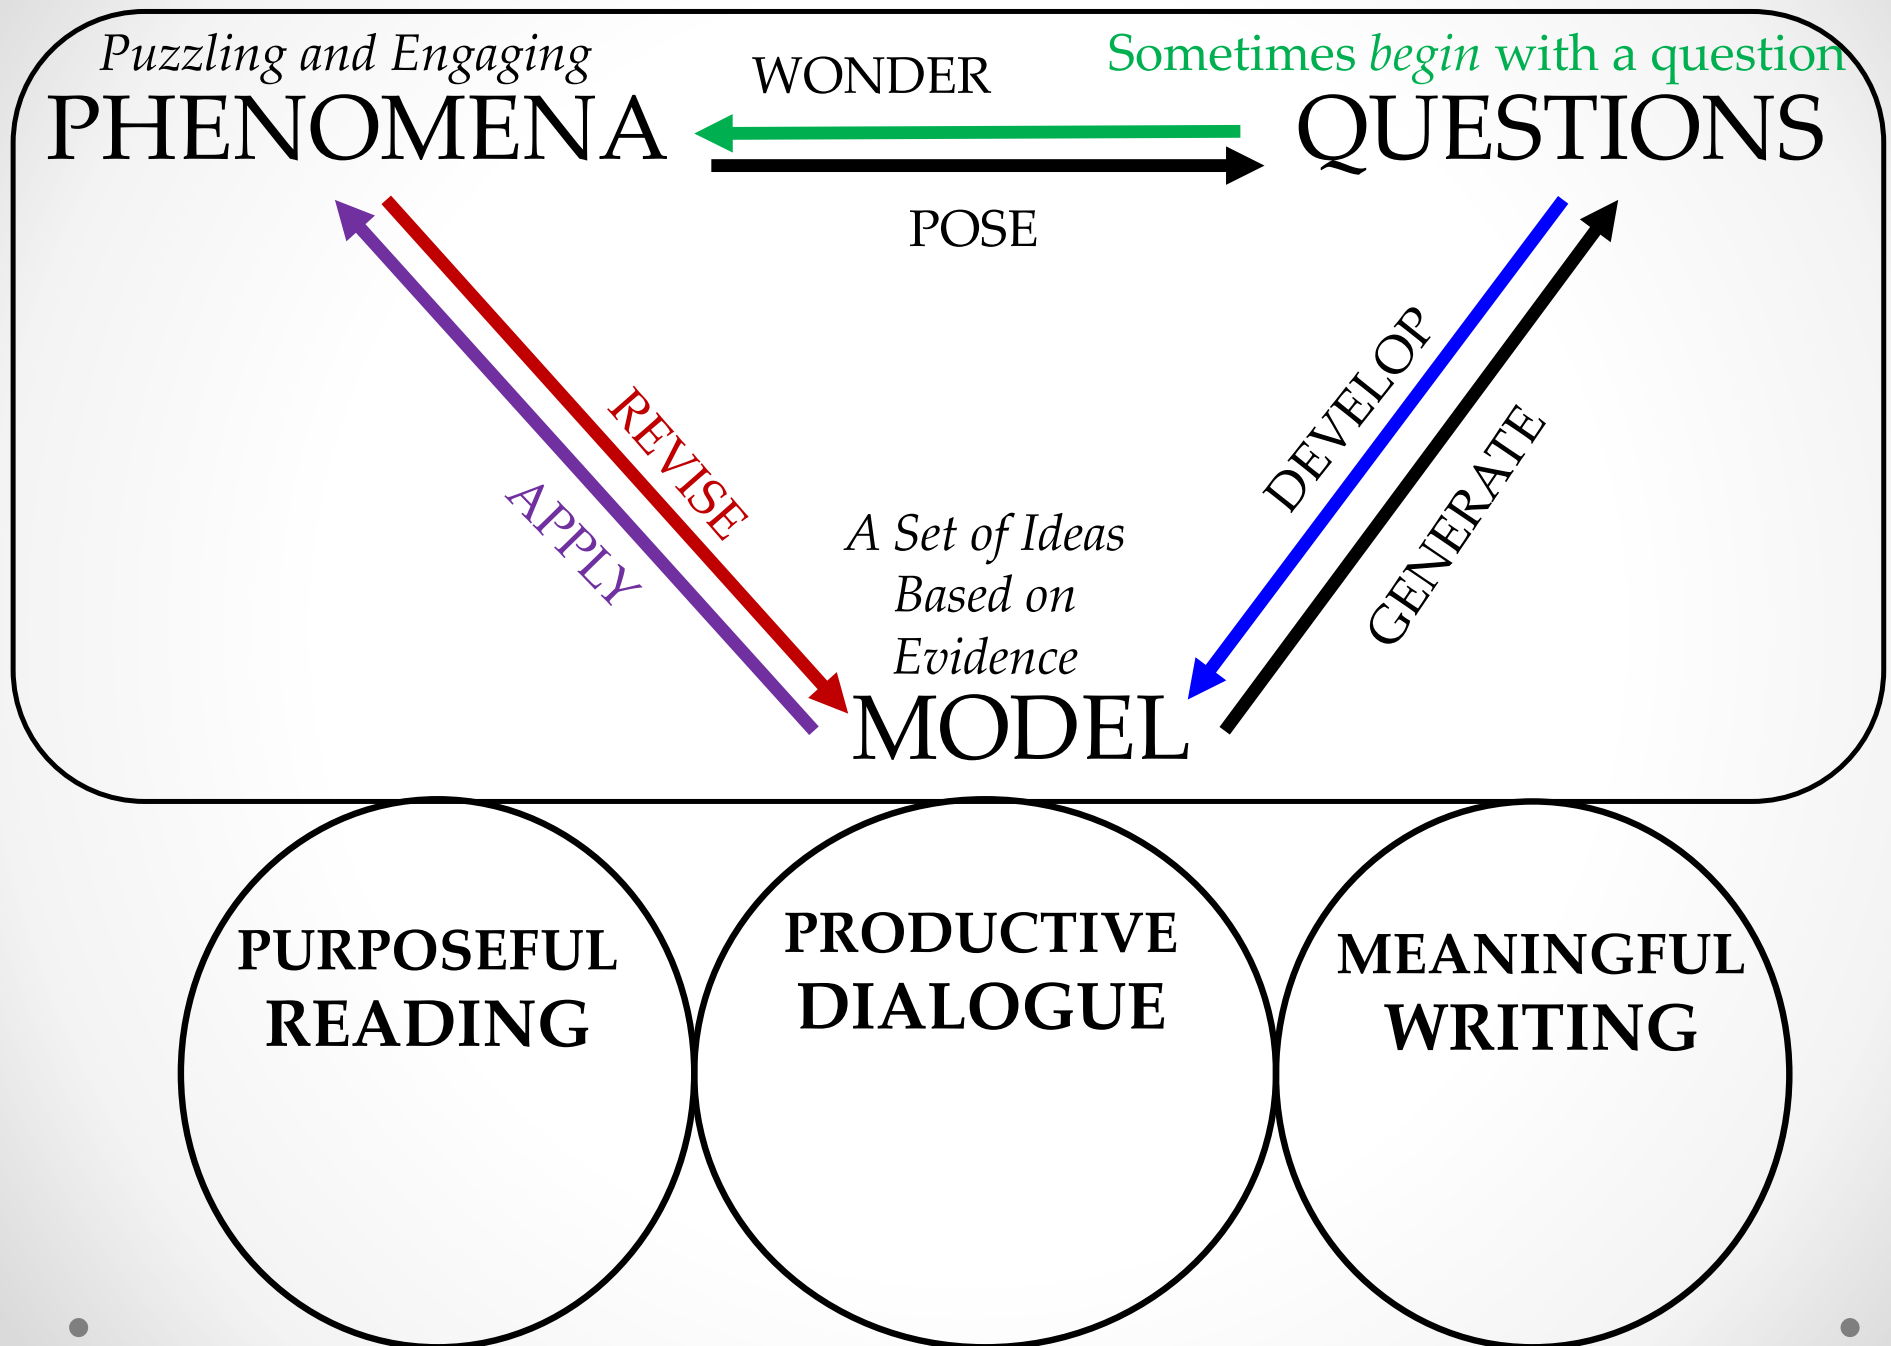 Puzzling and Engaging
PHENOMENA
WONDER
POSE
Sometimes begin with a question
QUESTIONS
REVISE
APPLY
DEVELOP
GENERATE
A Set of Ideas
Based on
Evidence
MODEL
PURPOSEFUL
READING
PRODUCTIVE
DIALOGUE
MEANINGFUL
WRITING